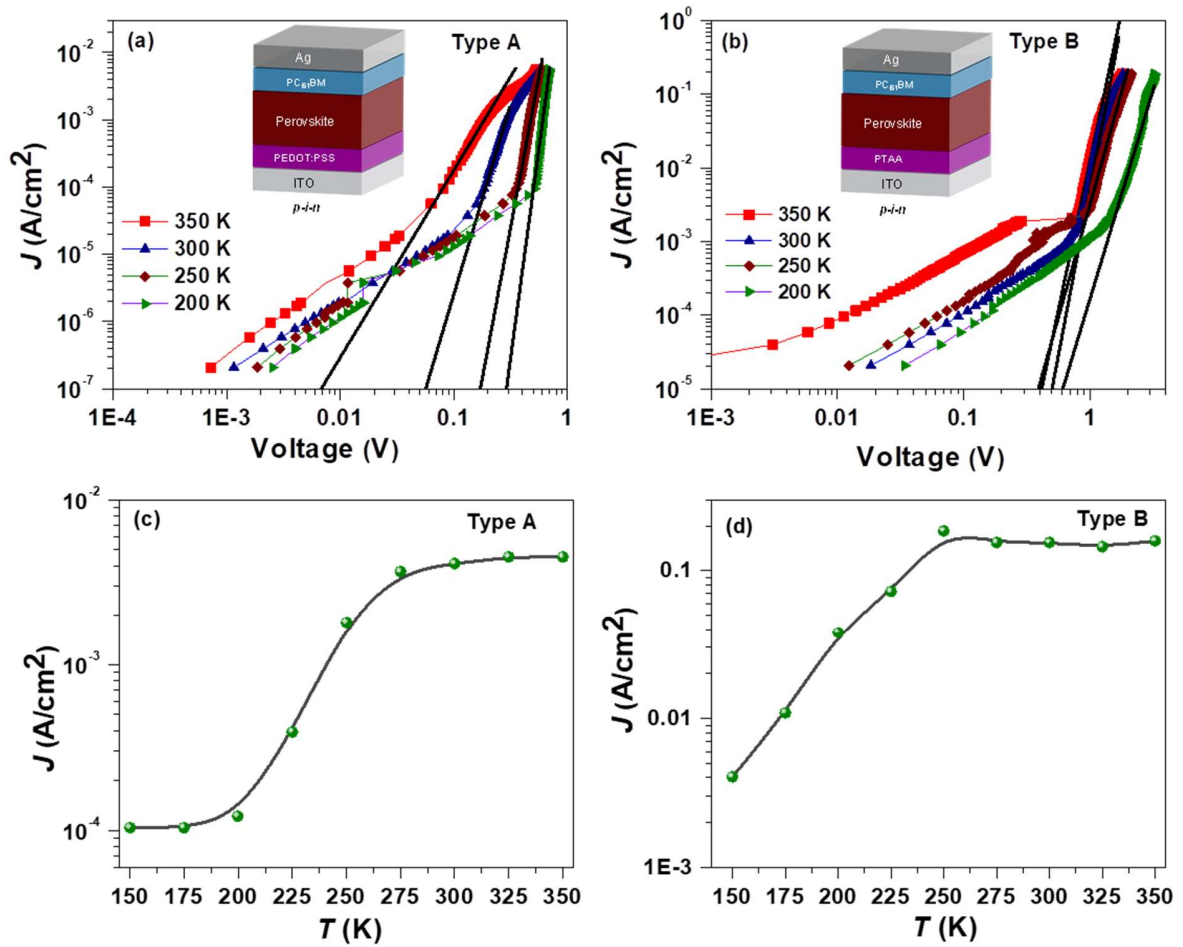 (a)
Type A
Ag
PC₆₁BM
Perovskite
PEDOT:PSS
ITO
p-i-n
350 K
300 K
250 K
200 K
J (A/cm²)
10⁻²
10⁻³
10⁻⁴
10⁻⁵
10⁻⁶
10⁻⁷
1E-4 1E-3 0.01 0.1 1
Voltage (V)
(b)
Type B
Ag
PC₆₁BM
Perovskite
PTAA
ITO
p-i-n
350 K
300 K
250 K
200 K
J (A/cm²)
10⁰
10⁻¹
10⁻²
10⁻³
10⁻⁴
10⁻⁵
1E-3 0.01 0.1 1
Voltage (V)
(c)
Type A
J (A/cm²)
10⁻²
10⁻³
10⁻⁴
150 175 200 225 250 275 300 325 350
T (K)
(d)
Type B
J (A/cm²)
0.1
0.01
1E-3
150 175 200 225 250 275 300 325 350
T (K)